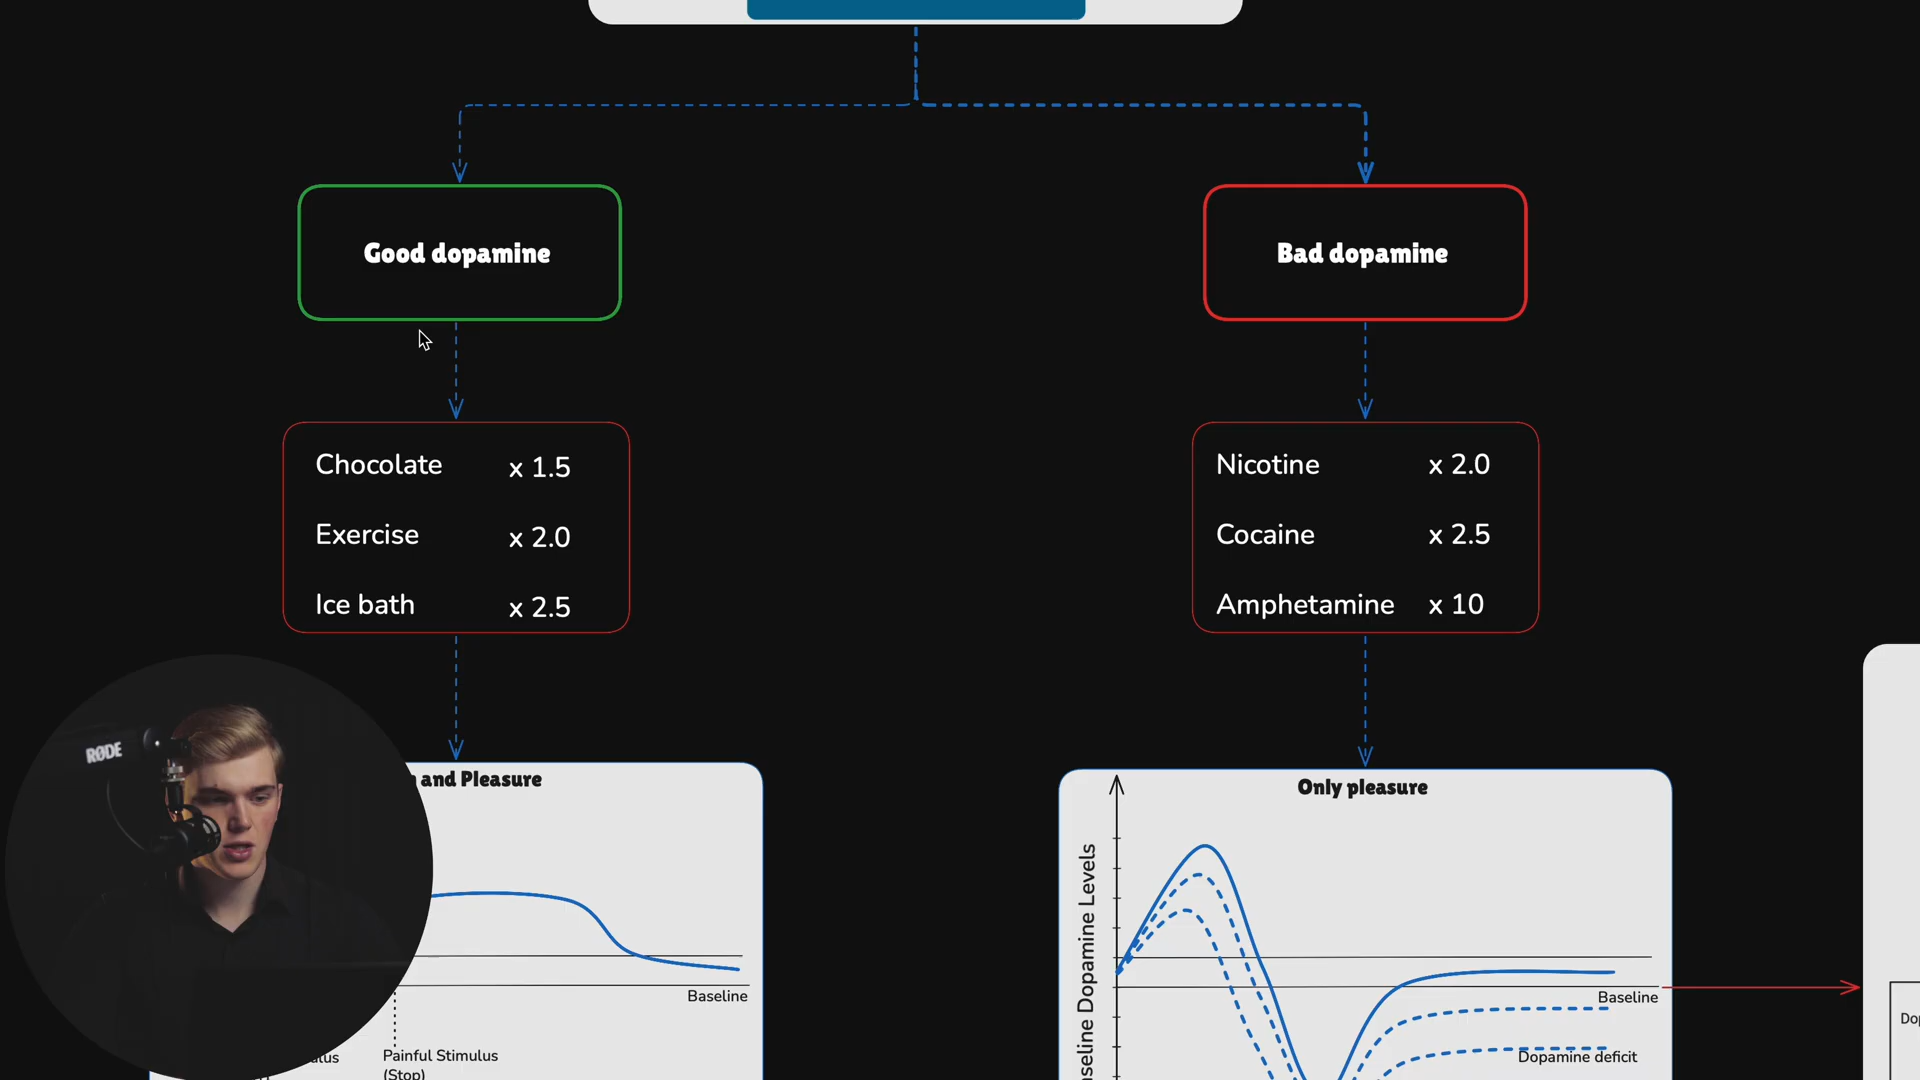 Good dopamine
Bad dopamine
Chocolate x 1.5
Exercise x 2.0
Ice bath x 2.5
Nicotine x 2.0
Cocaine x 2.5
Amphetamine x 10
RØDE
and Pleasure
Baseline
Painful Stimulus
(Stop)
Only pleasure
Baseline Dopamine Levels
Baseline
Dopamine deficit